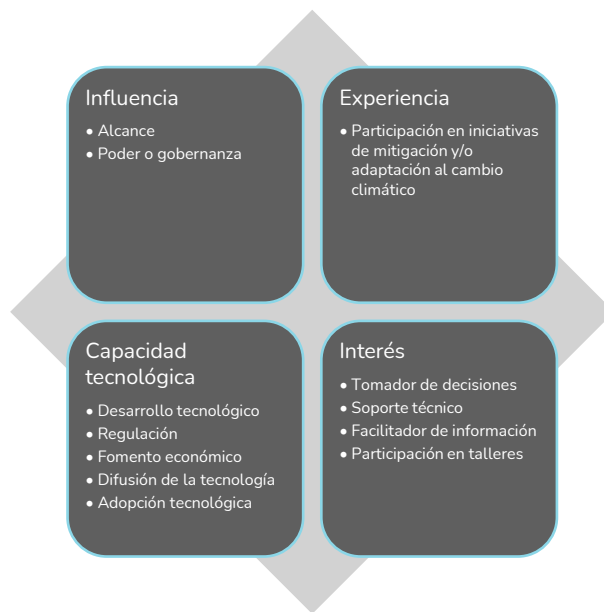 Influencia
• Alcance
• Poder o gobernanza
Experiencia
• Participación en iniciativas
de mitigación y/o
adaptación al cambio
climático
Capacidad
tecnológica
• Desarrollo tecnológico
• Regulación
• Fomento económico
• Difusión de la tecnología
• Adopción tecnológica
Interés
• Tomador de decisiones
• Soporte técnico
• Facilitador de información
• Participación en talleres